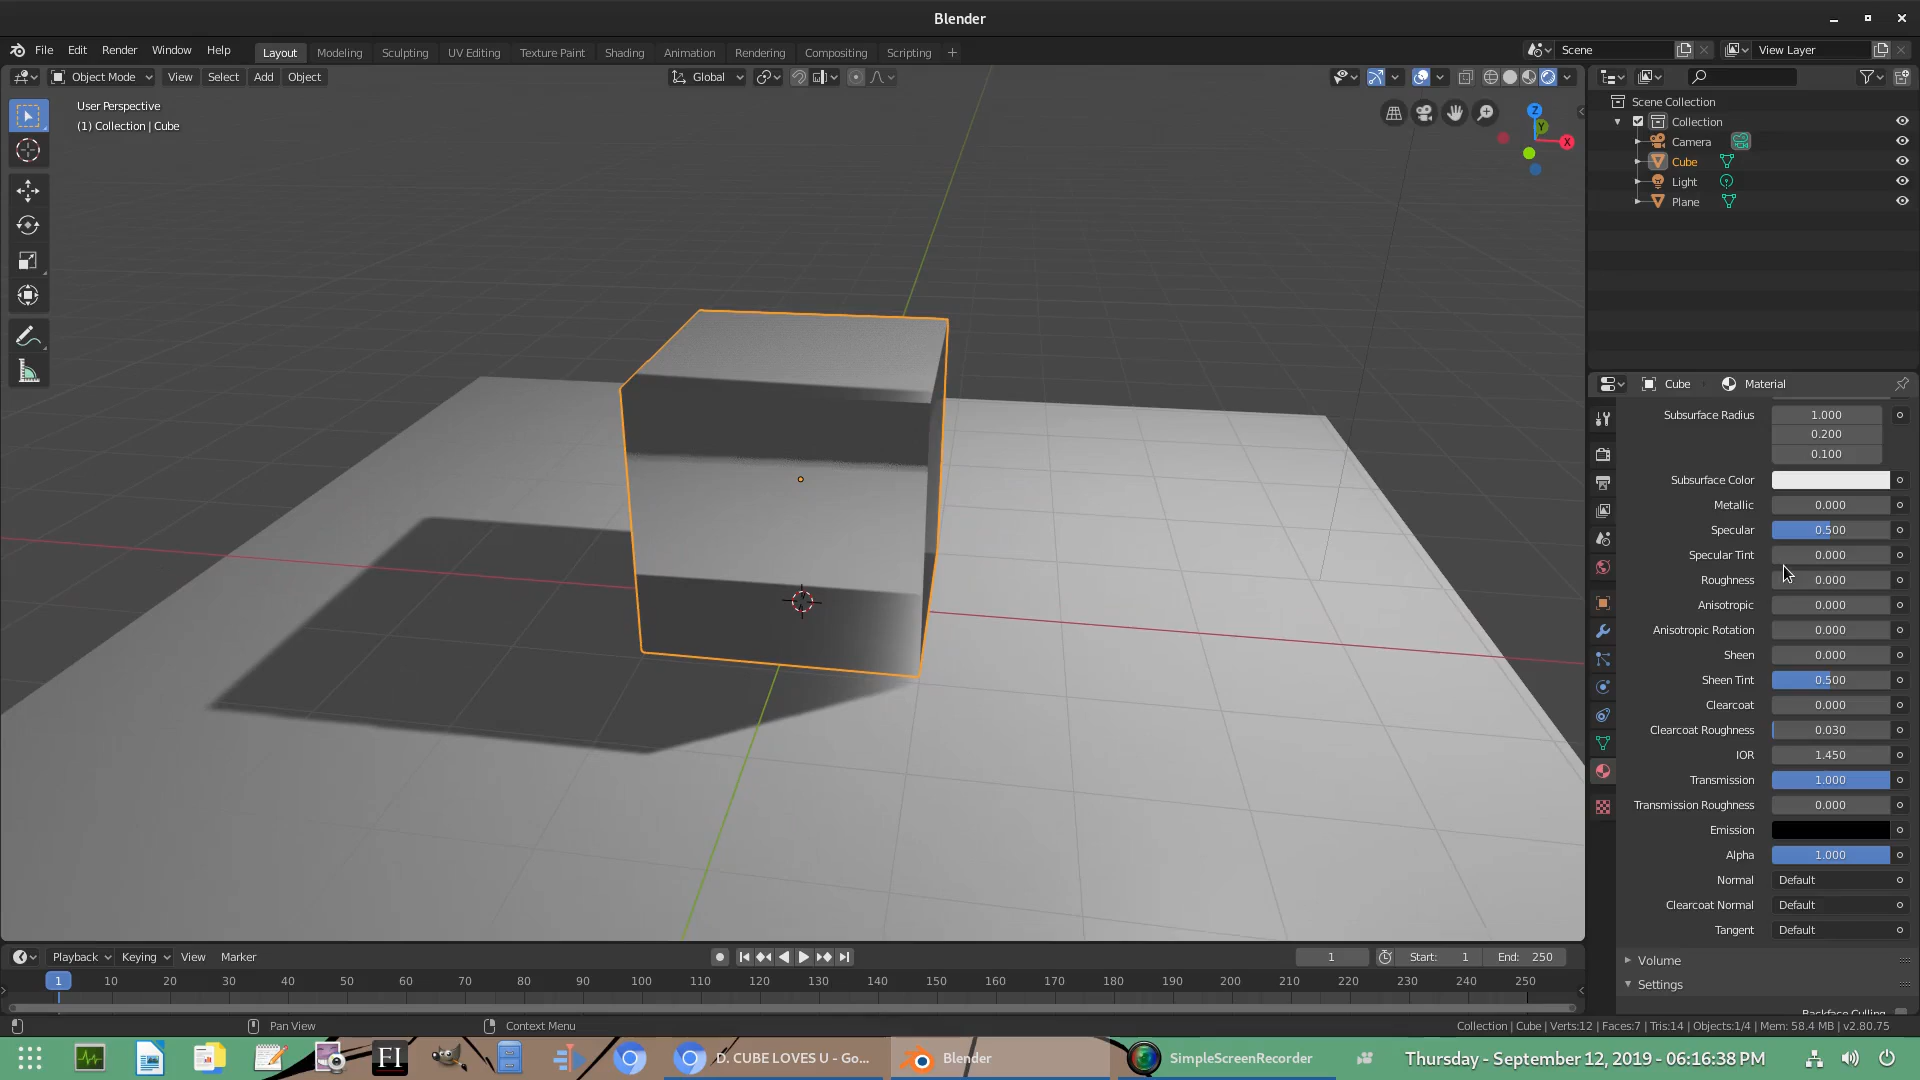 Blender
File Edit Render Window Help Layout Modeling Sculpting UV Editing Texture Paint Shading Animation Rendering Compositing Scripting + Scene View Layer
Object Mode View Select Add Object Global
User Perspective
(1) Collection | Cube
Z
Y
X
Scene Collection
Collection
Camera
Cube
Light
Plane
Cube Material
Subsurface Radius 1.000
0.200
0.100
Subsurface Color
Metallic 0.000
Specular 0.500
Specular Tint 0.000
Roughness 0.000
Anisotropic 0.000
Anisotropic Rotation 0.000
Sheen 0.000
Sheen Tint 0.500
Clearcoat 0.000
Clearcoat Roughness 0.030
IOR 1.450
Transmission 1.000
Transmission Roughness 0.000
Emission
Alpha 1.000
Normal Default
Clearcoat Normal Default
Tangent Default
Volume
Settings
Backface Culling
Playback Keying View Marker 1 Start: 1 End: 250
1 10 20 30 40 50 60 70 80 90 100 110 120 130 140 150 160 170 180 190 200 210 220 230 240 250
Pan View Context Menu Collection | Cube | Verts:12 | Faces:7 | Tris:14 | Objects:1/4 | Mem: 58.4 MB | v2.80.75
FI D. CUBE LOVES U - Go... Blender SimpleScreenRecorder Thursday - September 12, 2019 - 06:16:38 PM